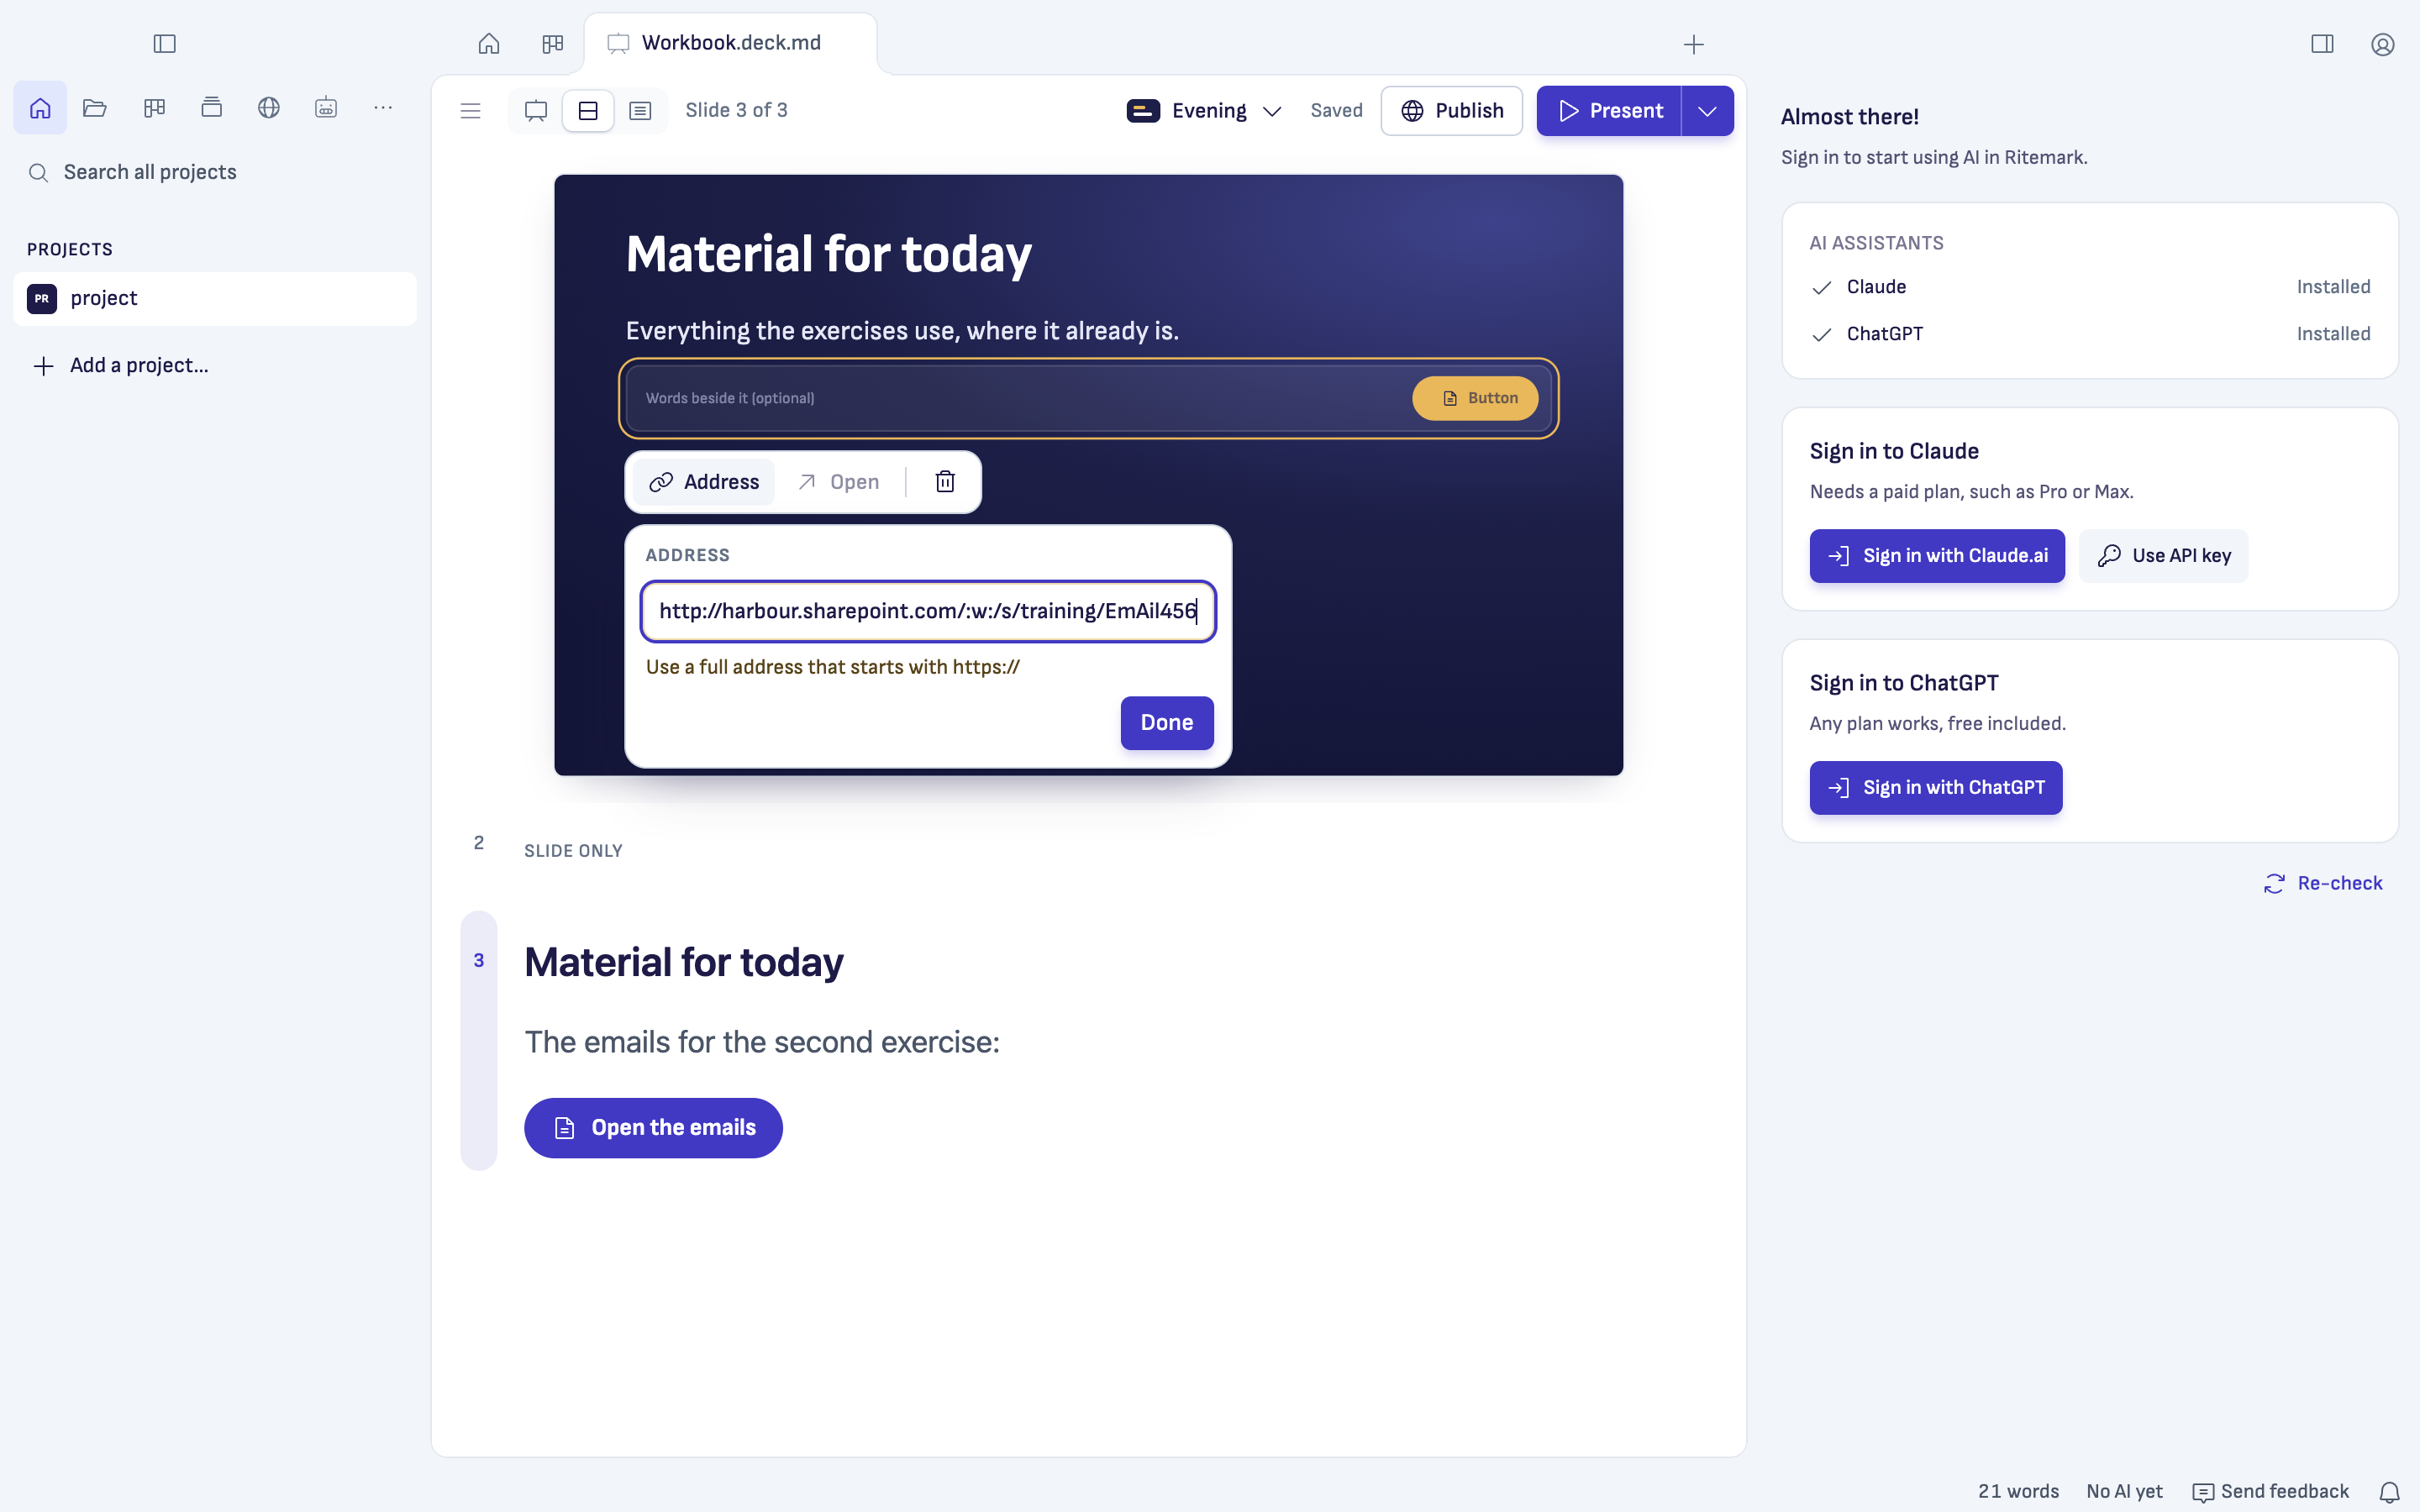 Workbook.deck.md
Search all projects
PROJECTS
PR project
Add a project...
Slide 3 of 3
Evening
Saved
Publish
Present
Material for today
Everything the exercises use, where it already is.
Words beside it (optional)
Button
Address
Open
ADDRESS
http://harbour.sharepoint.com/:w:/s/training/EmAil456
Use a full address that starts with https://
Done
2
SLIDE ONLY
3
Material for today
The emails for the second exercise:
Open the emails
Almost there!
Sign in to start using AI in Ritemark.
AI ASSISTANTS
Claude Installed
ChatGPT Installed
Sign in to Claude
Needs a paid plan, such as Pro or Max.
Sign in with Claude.ai
Use API key
Sign in to ChatGPT
Any plan works, free included.
Sign in with ChatGPT
Re-check
21 words
No AI yet
Send feedback